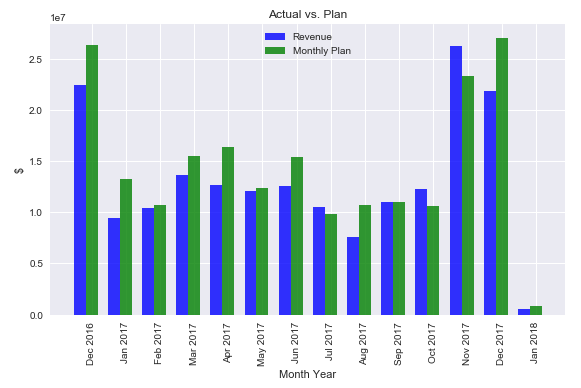 Actual vs. Plan
1e7
Revenue
Monthly Plan
2.5
2.0
1.5
1.0
0.5
0.0
$
Dec 2016
Jan 2017
Feb 2017
Mar 2017
Apr 2017
May 2017
Jun 2017
Jul 2017
Aug 2017
Sep 2017
Oct 2017
Nov 2017
Dec 2017
Jan 2018
Month Year